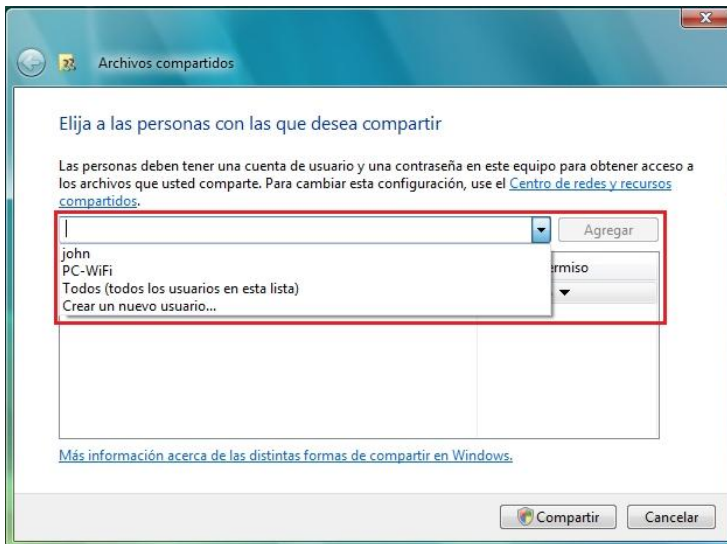 Archivos compartidos
Elija a las personas con las que desea compartir
Las personas deben tener una cuenta de usuario y una contraseña en este equipo para obtener acceso a
los archivos que usted comparte. Para cambiar esta configuración, use el Centro de redes y recursos
compartidos.
Agregar
john
PC-WiFi
Todos (todos los usuarios en esta lista)
Crear un nuevo usuario...
ermiso
Más información acerca de las distintas formas de compartir en Windows.
Compartir Cancelar